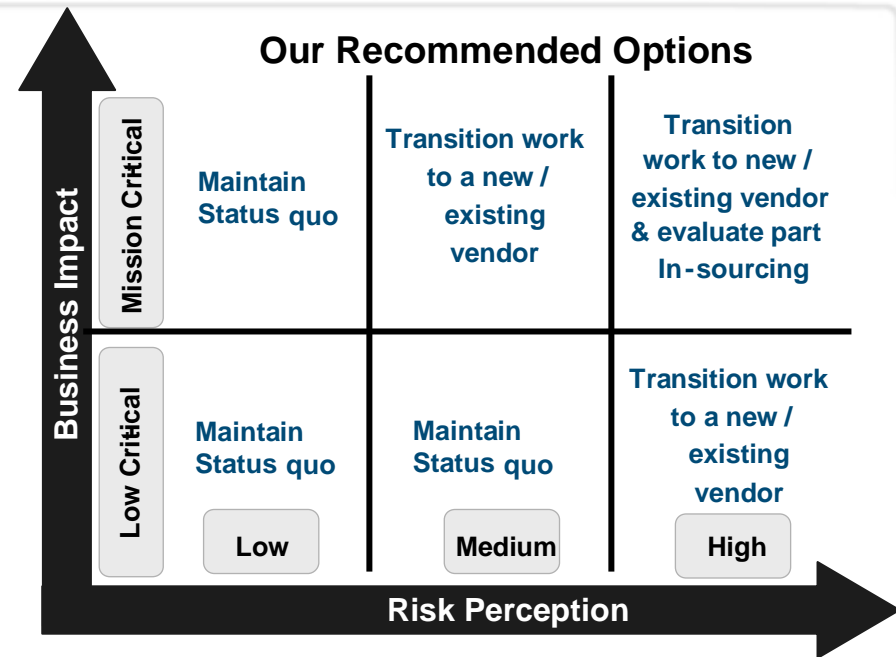 Our Recommended Options
Business Impact
Mission Critical
Maintain
Status quo
Transition work
to a new /
existing
vendor
Transition
work to new /
existing vendor
& evaluate part
In-sourcing
Low Critical
Maintain
Status quo
Maintain
Status quo
Transition work
to a new /
existing
vendor
Low
Medium
High
Risk Perception